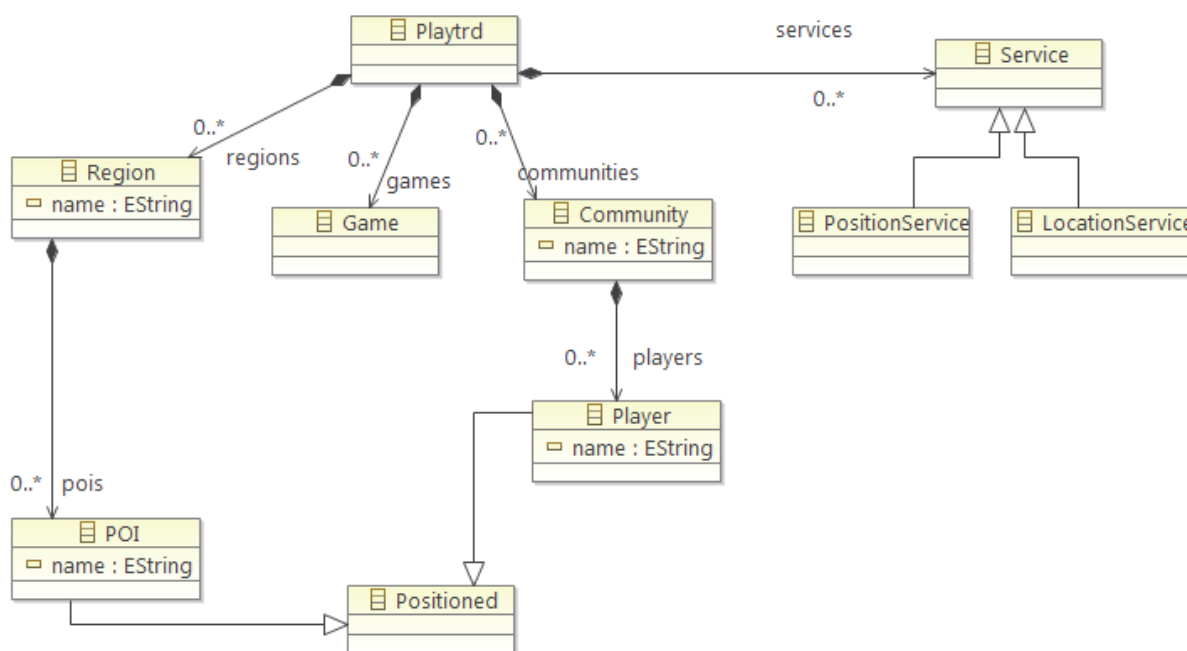 Playtrd
services
Service
0..*
0..*
regions
0..*
games
0..*
communities
Region
name : EString
Game
Community
name : EString
PositionService
LocationService
0..*
players
Player
name : EString
0..*
pois
POI
name : EString
Positioned